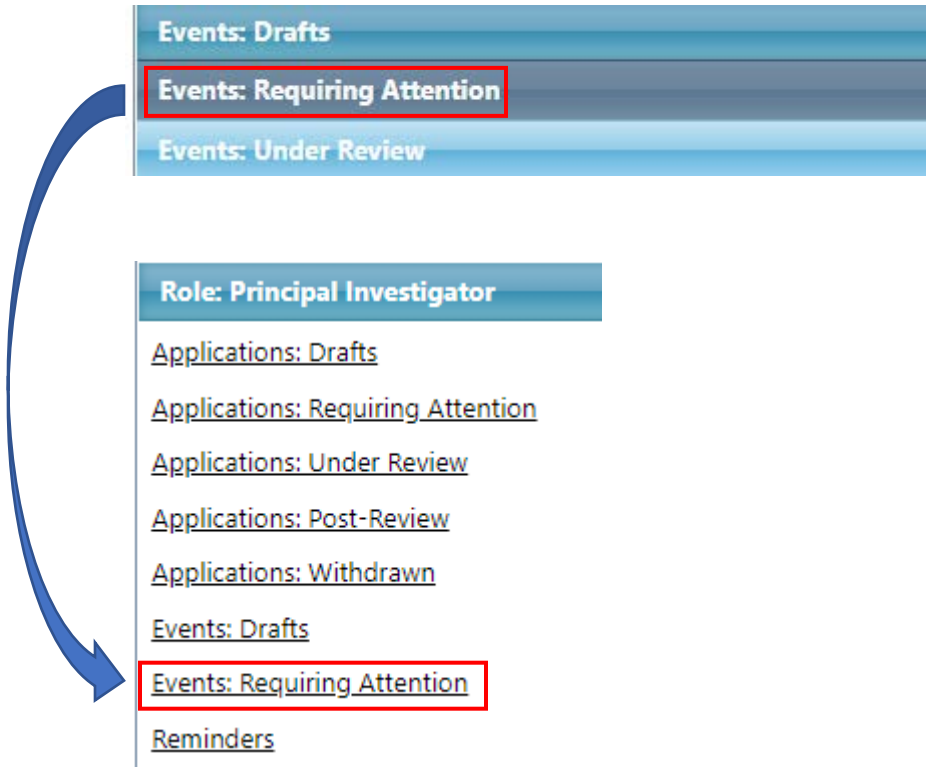 Events: Drafts
Events: Requiring Attention
Events: Under Review
Role: Principal Investigator
Applications: Drafts
Applications: Requiring Attention
Applications: Under Review
Applications: Post-Review
Applications: Withdrawn
Events: Drafts
Events: Requiring Attention
Reminders